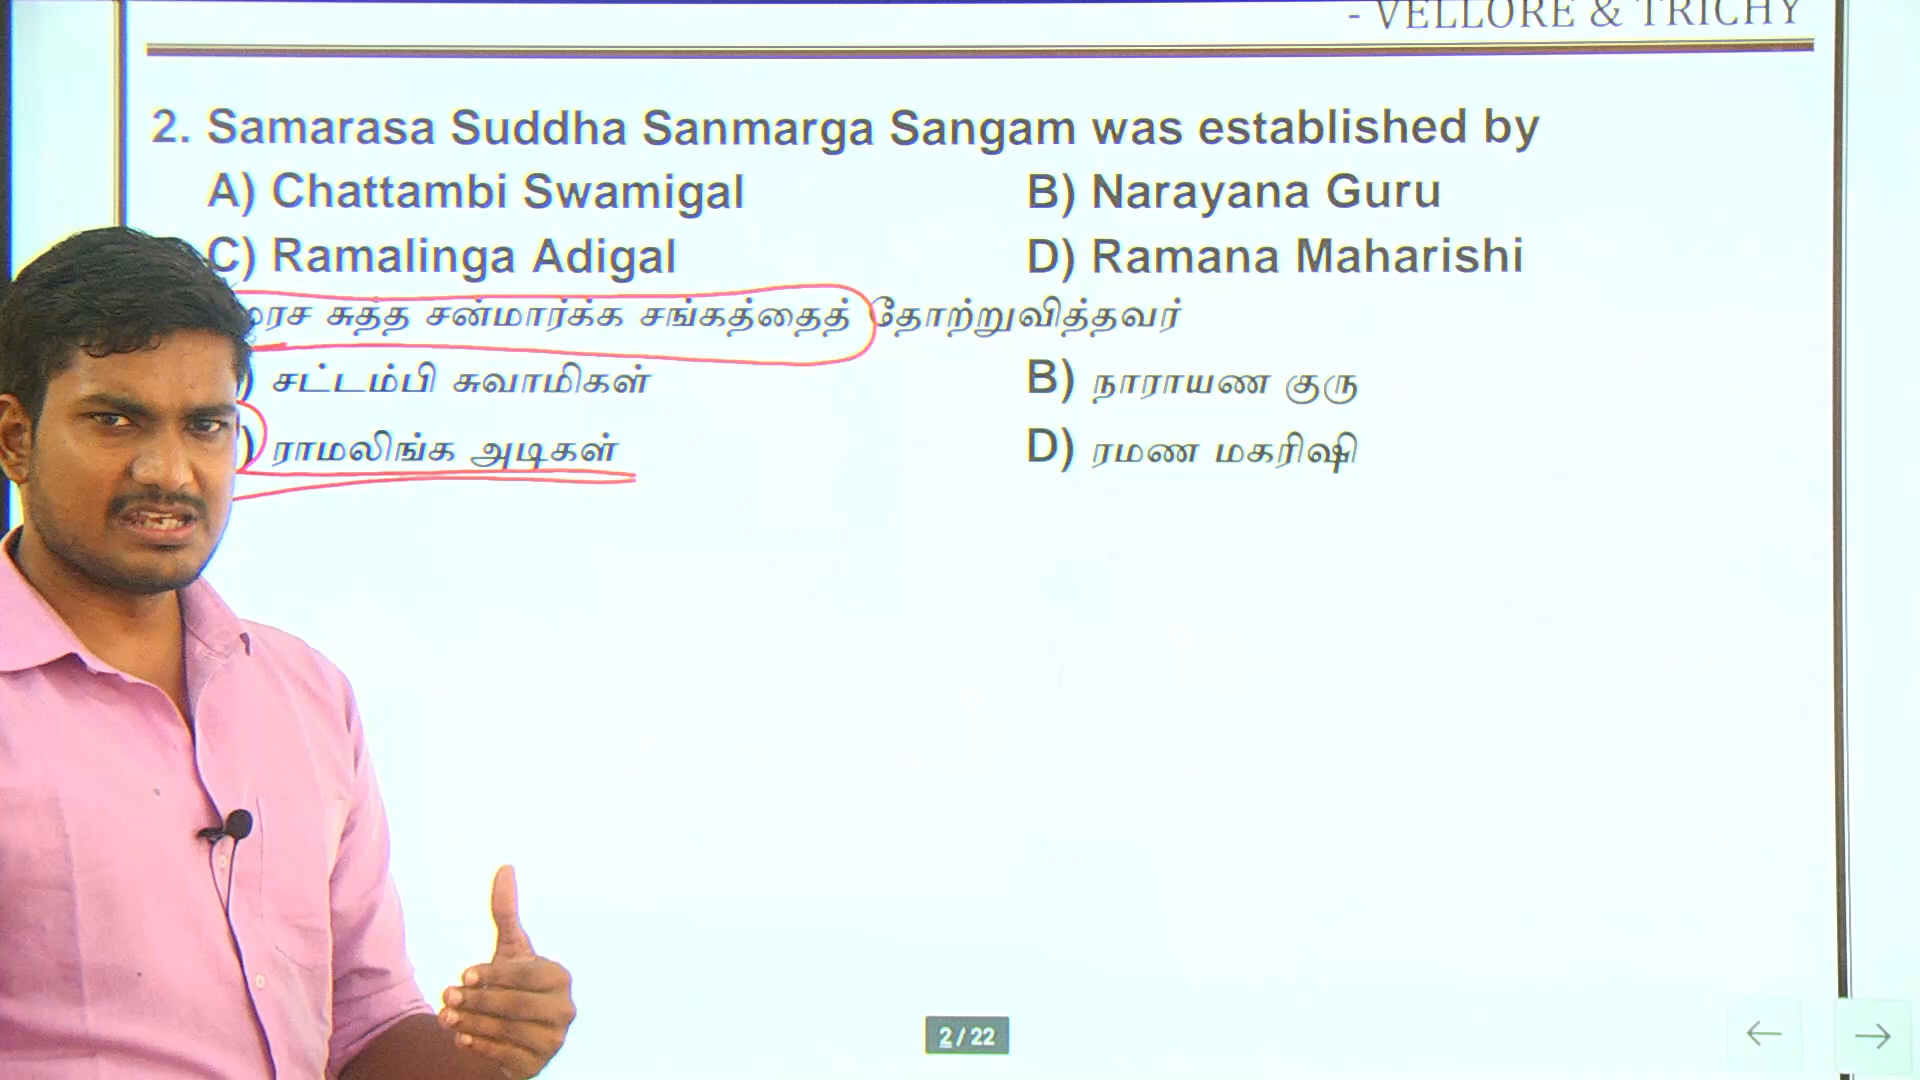 - VELLORE & TRICHY
2. Samarasa Suddha Sanmarga Sangam was established by
A) Chattambi Swamigal B) Narayana Guru
C) Ramalinga Adigal D) Ramana Maharishi
சுத்த சன்மார்க்க சங்கத்தைத் தோற்றுவித்தவர்
சட்டம்பி சுவாமிகள் B) நாராயண குரு
ராமலிங்க அடிகள் D) ரமண மகரிஷி
2 / 22